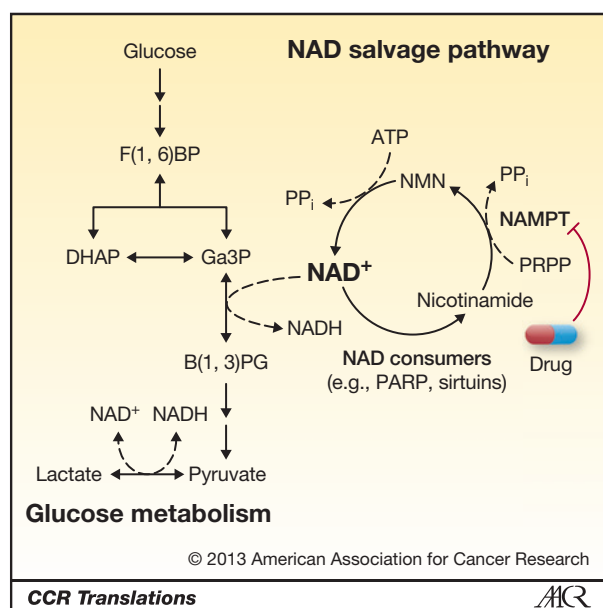 Glucose
NAD salvage pathway
F(1, 6)BP
ATP
PPi
NMN
PPi
NAMPT
DHAP
Ga3P
NAD+
PRPP
Nicotinamide
NADH
NAD consumers
(e.g., PARP, sirtuins)
Drug
B(1, 3)PG
NAD+
NADH
Lactate
Pyruvate
Glucose metabolism
© 2013 American Association for Cancer Research
CCR Translations
AACR